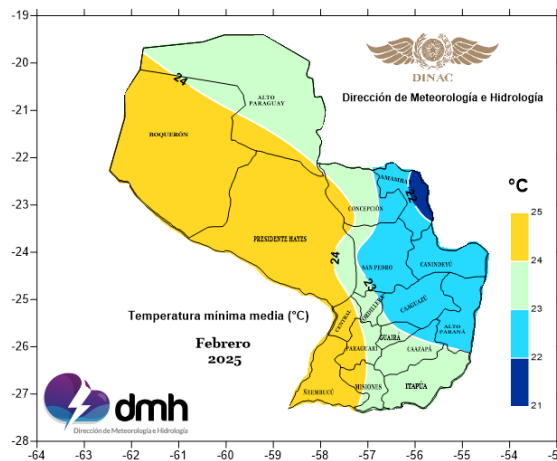 DINAC
Dirección de Meteorología e Hidrología
-19
-20
-21
-22
-23
-24
-25
-26
-27
-28
24
ALTO PARAGUAY
BOQUERÓN
AMAMBAY
22
CONCEPCIÓN
PRESIDENTE HAYES
24
SAN PEDRO
CANINDEYÚ
23
CORDILLERA
CAAGUAZÚ
CENTRAL
GUAIRÁ
ALTO PARANÁ
PARAGUARÍ
CAAZAPÁ
MISIONES
ITAPÚA
ÑEEMBUCÚ
°C
25
24
23
22
21
Temperatura mínima media (°C)
Febrero
2025
dmh
Dirección de Meteorología e Hidrología
-64 -63 -62 -61 -60 -59 -58 -57 -56 -55 -54 -53